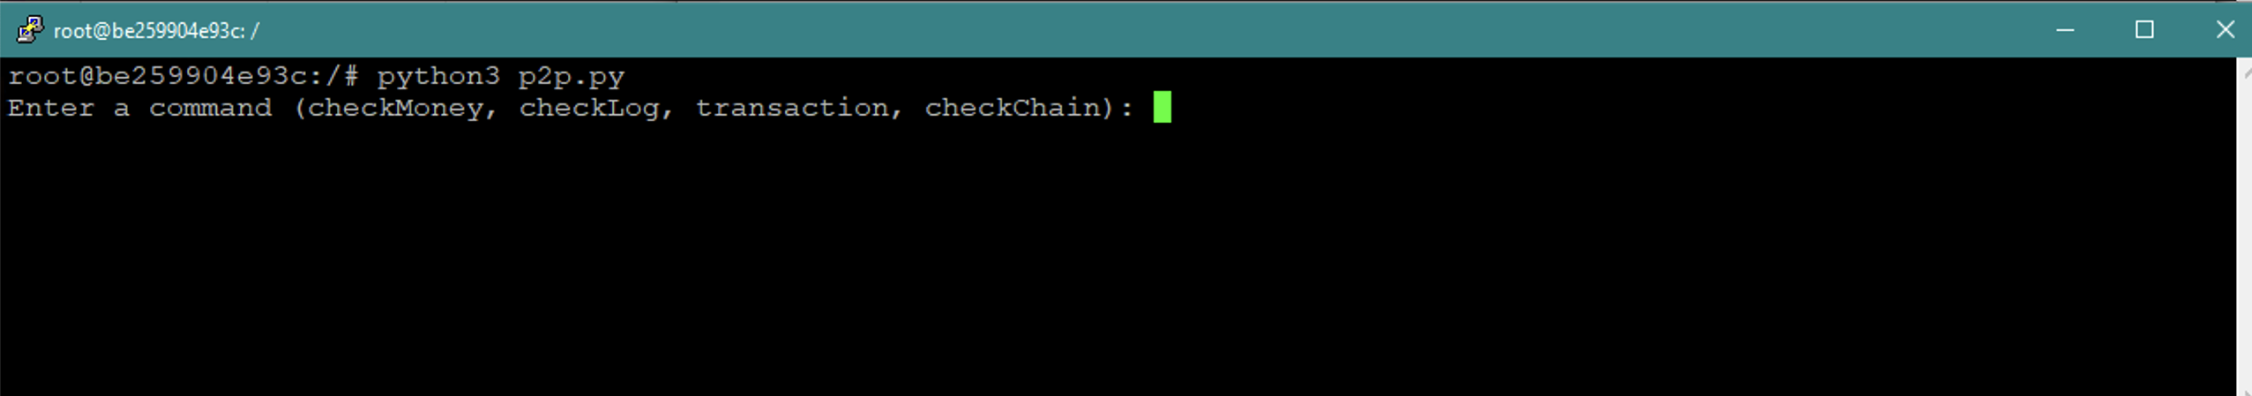 root@be259904e93c: /
root@be259904e93c:/# python3 p2p.py
Enter a command (checkMoney, checkLog, transaction, checkChain):